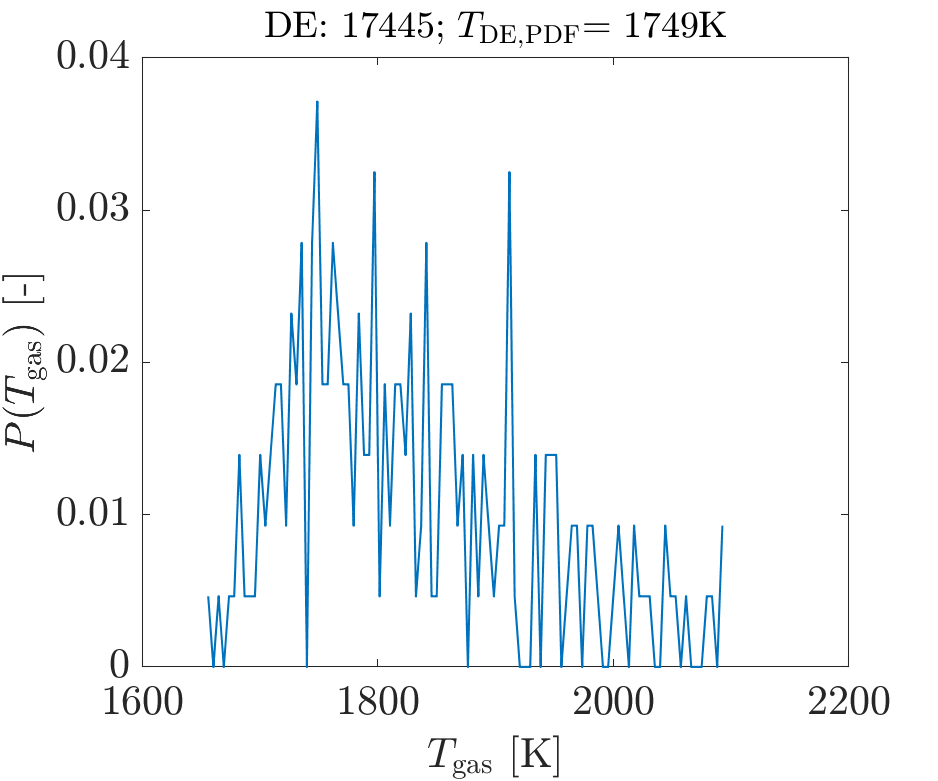 DE: 17445; T_DE,PDF= 1749K
0.04
0.03
0.02
0.01
0
P(T_gas) [-]
1600 1800 2000 2200
T_gas [K]